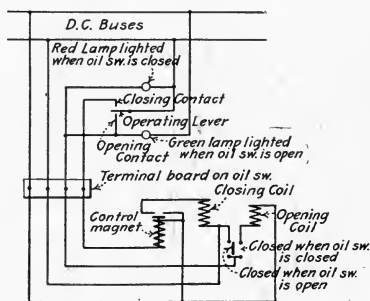 D.C. Buses
Red Lamp lighted
when oil sw. is closed
Closing Contact
Operating Lever
Opening
Contact
Green lamp lighted
when oil sw. is open
Terminal board on oil sw.
Closing Coil
Control
magnet
Opening
Coil
Closed when oil sw.
is closed
Closed when oil sw.
is open